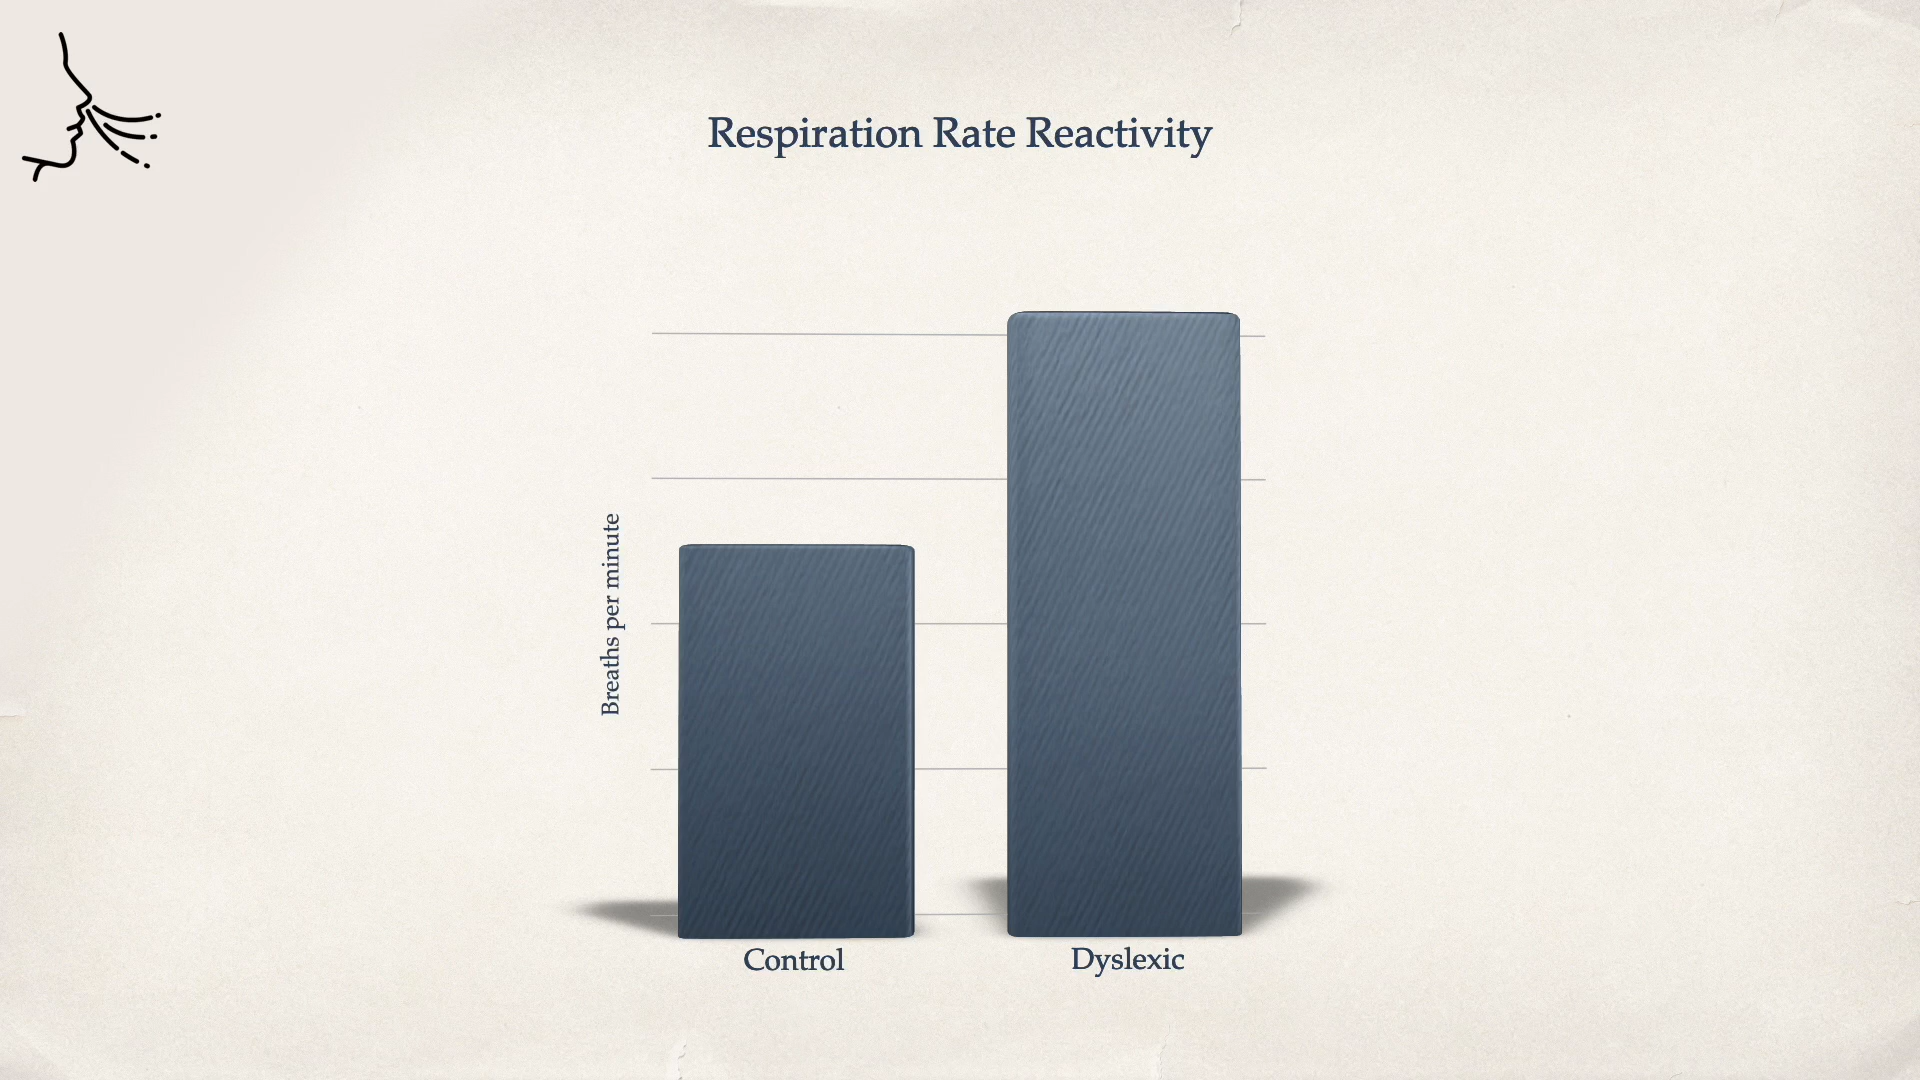 Respiration Rate Reactivity
Breaths per minute
Control
Dyslexic